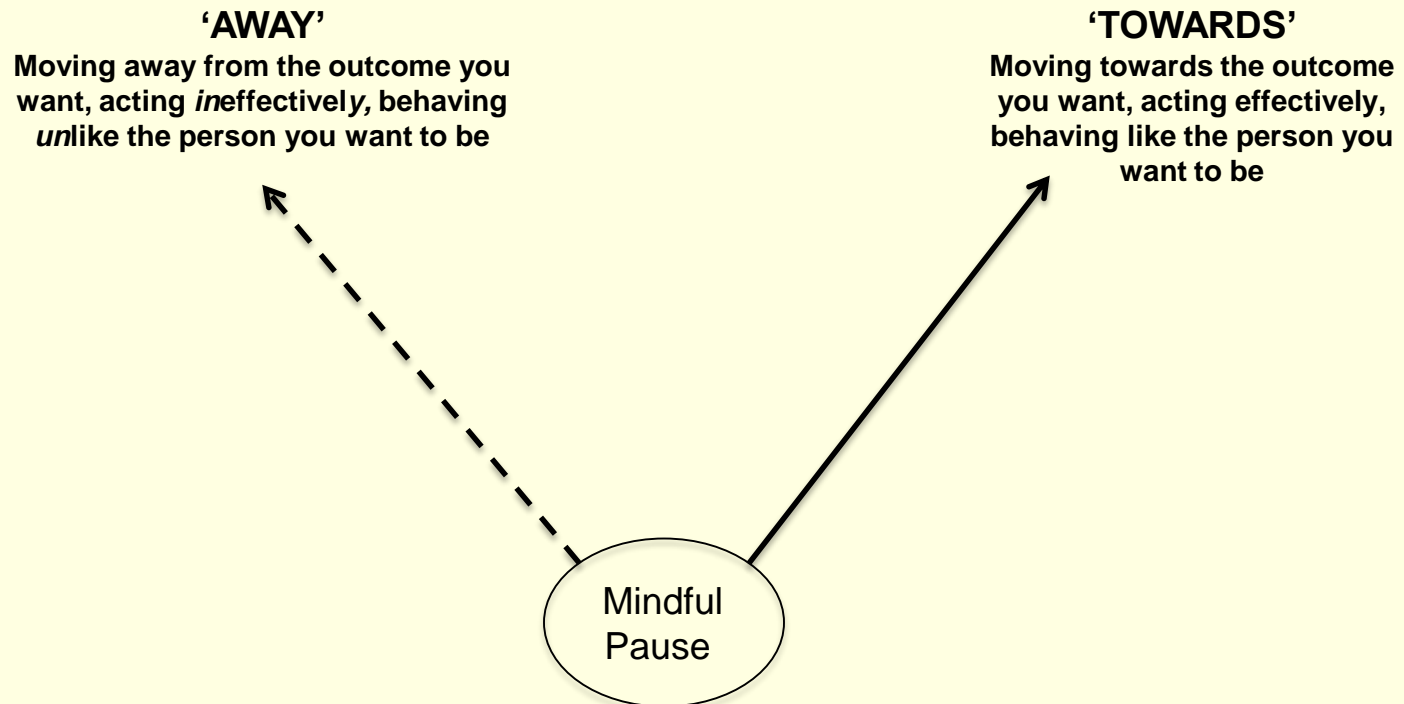 ‘AWAY’
Moving away from the outcome you
want, acting ineffectively, behaving
unlike the person you want to be
‘TOWARDS’
Moving towards the outcome
you want, acting effectively,
behaving like the person you
want to be
Mindful
Pause